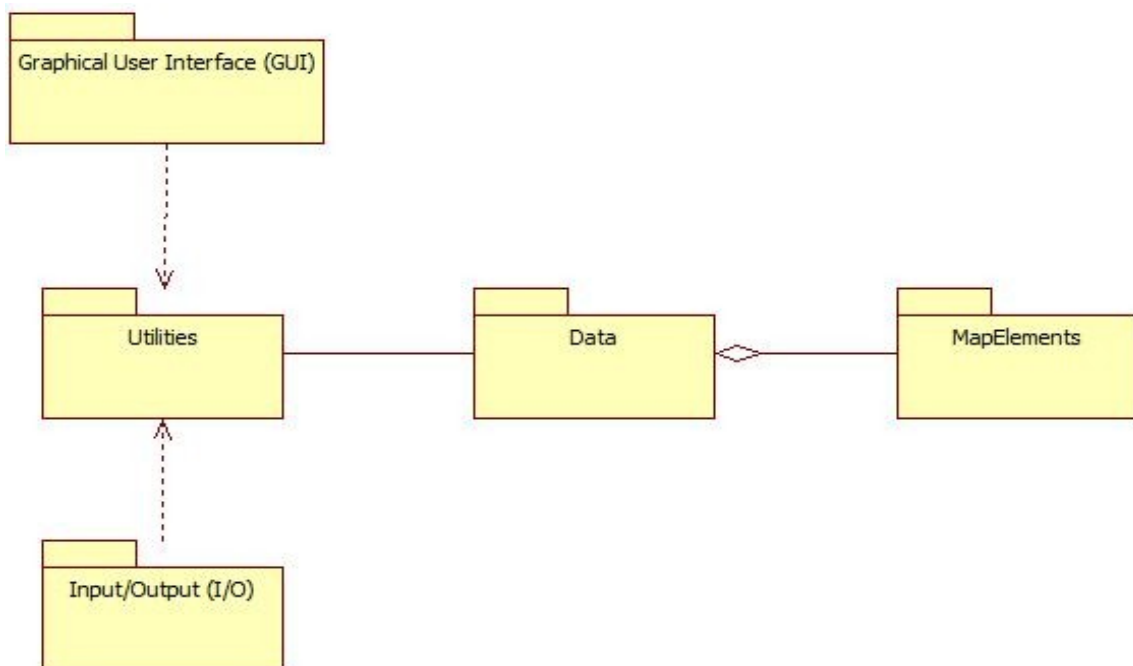 Graphical User Interface (GUI)
Utilities
Data
MapElements
Input/Output (I/O)